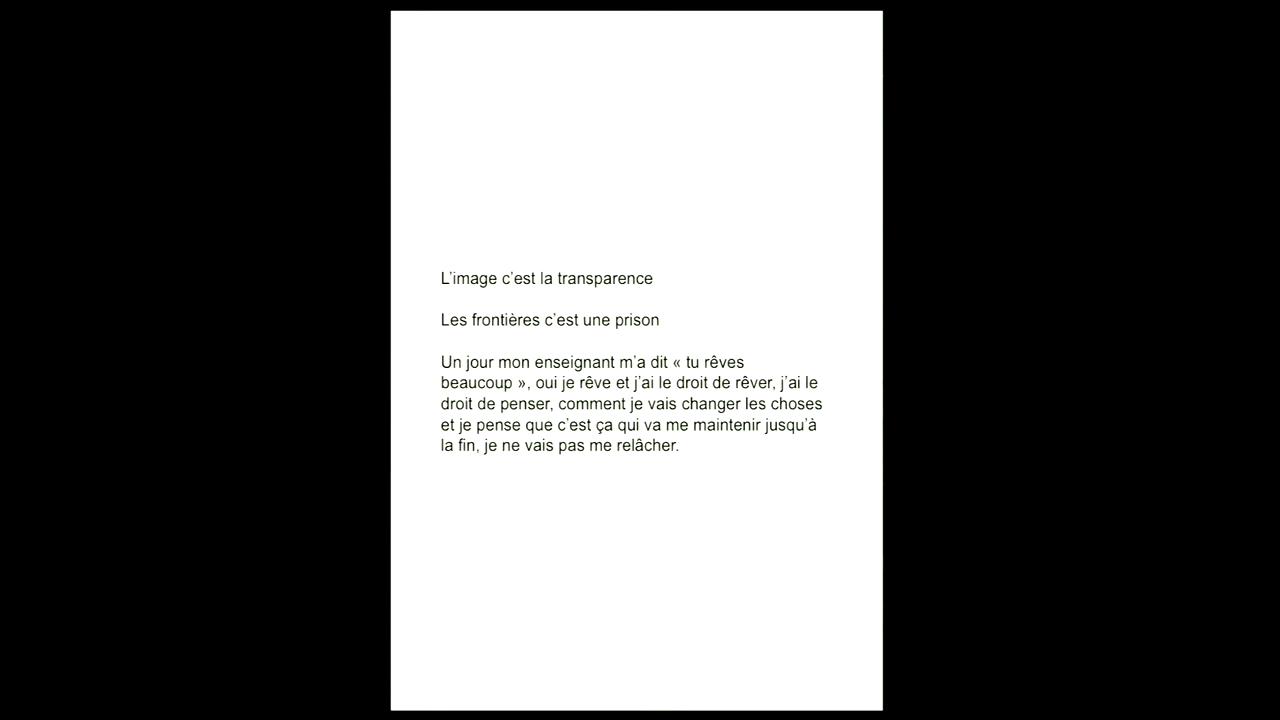 L’image c’est la transparence
Les frontières c’est une prison
Un jour mon enseignant m’a dit « tu rêves
beaucoup », oui je rêve et j’ai le droit de rêver, j’ai le
droit de penser, comment je vais changer les choses
et je pense que c’est ça qui va me maintenir jusqu’à
la fin, je ne vais pas me relâcher.